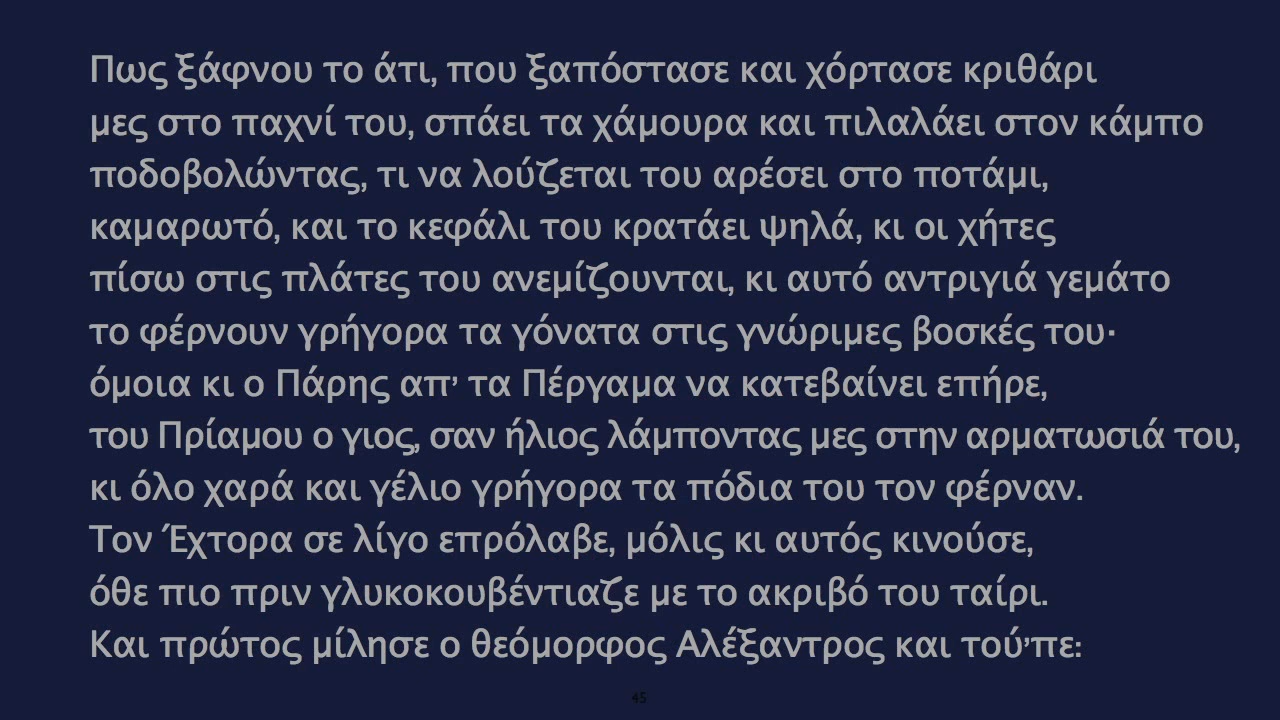 Πως ξάφνου το άτι, που ξαπόστασε και χόρτασε κριθάρι
μες στο παχνί του, σπάει τα χάμουρα και πιλαλάει στον κάμπο
ποδοβολώντας, τι να λούζεται του αρέσει στο ποτάμι,
καμαρωτό, και το κεφάλι του κρατάει ψηλά, κι οι χήτες
πίσω στις πλάτες του ανεμίζουνται, κι αυτό αντριγιά γεμάτο
το φέρνουν γρήγορα τα γόνατα στις γνώριμες βοσκές του·
όμοια κι ο Πάρης απ’ τα Πέργαμα να κατεβαίνει επήρε,
του Πρίαμου ο γιος, σαν ήλιος λάμποντας μες στην αρματωσιά του,
κι όλο χαρά και γέλιο γρήγορα τα πόδια του τον φέρναν.
Τον Έχτορα σε λίγο επρόλαβε, μόλις κι αυτός κινούσε,
όθε πιο πριν γλυκοκουβέντιαζε με το ακριβό του ταίρι.
Και πρώτος μίλησε ο θεόμορφος Αλέξαντρος και τού’πε:
45